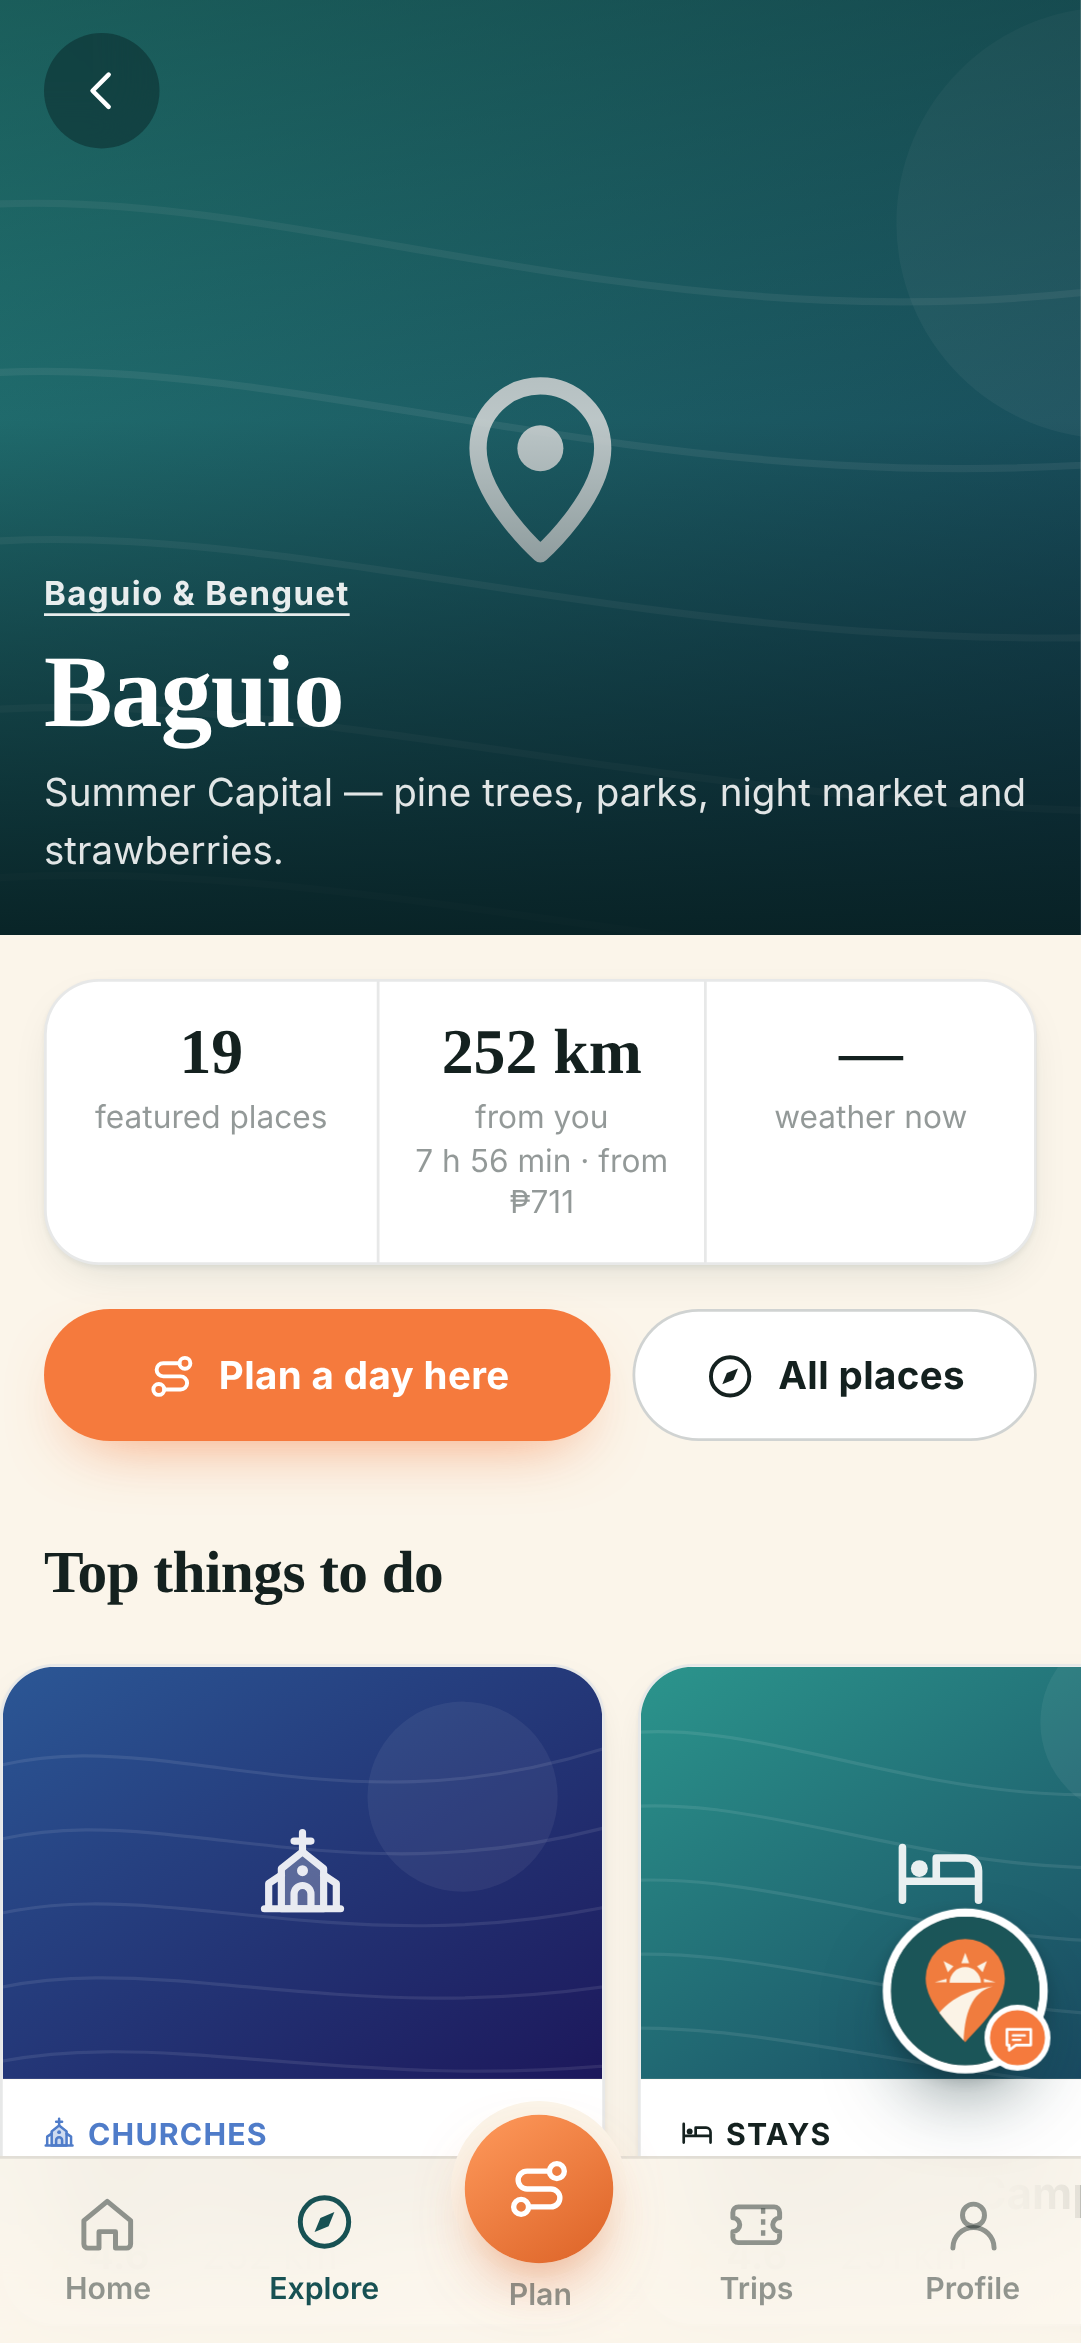 Baguio & Benguet
Baguio
Summer Capital — pine trees, parks, night market and
strawberries.
19
featured places
252 km
from you
7 h 56 min · from
₱711
—
weather now
Plan a day here
All places
Top things to do
CHURCHES
STAYS
Home
Explore
Plan
Trips
Profile